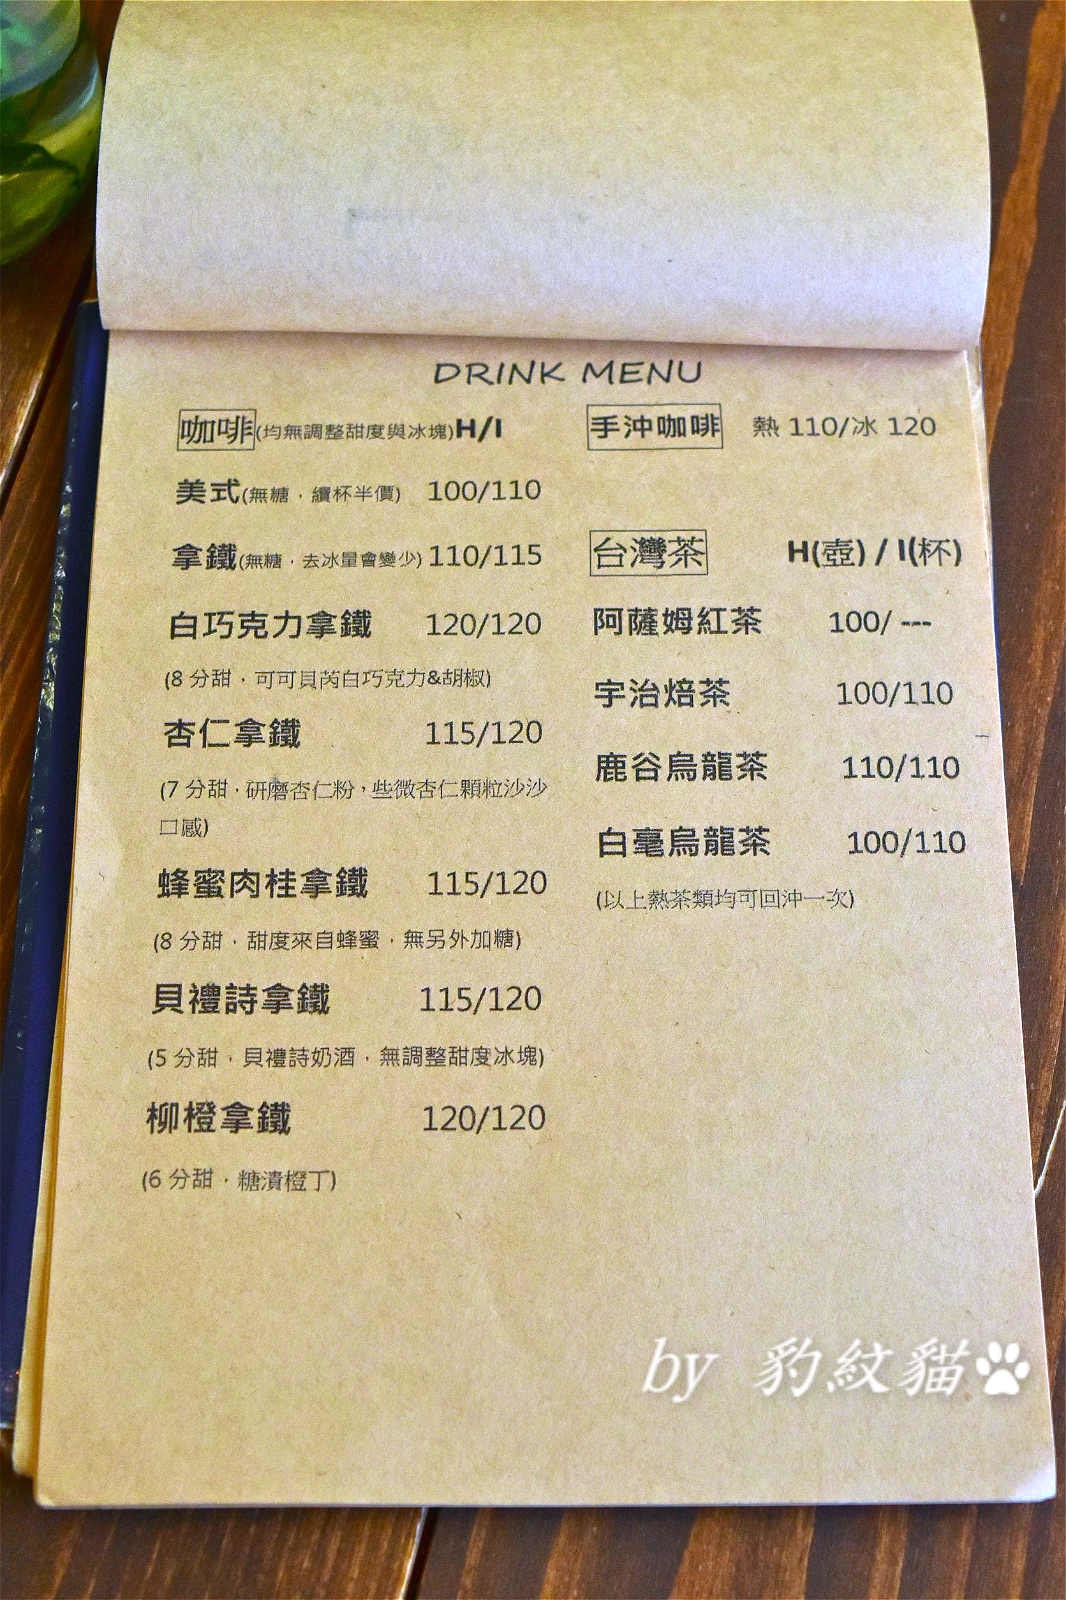 DRINK MENU
咖啡(均無調整甜度與冰塊)H/I
美式(無糖，續杯半價) 100/110
拿鐵(無糖，去冰量會變少) 110/115
白巧克力拿鐵 120/120
(8 分甜，可可貝芮白巧克力&胡椒)
杏仁拿鐵 115/120
(7 分甜，研磨杏仁粉，些微杏仁顆粒沙沙
口感)
蜂蜜肉桂拿鐵 115/120
(8 分甜，甜度來自蜂蜜，無另外加糖)
貝禮詩拿鐵 115/120
(5 分甜，貝禮詩奶酒，無調整甜度冰塊)
柳橙拿鐵 120/120
(6 分甜，糖漬橙丁)
手沖咖啡 熱 110/冰 120
台灣茶 H(壺) / I(杯)
阿薩姆紅茶 100/ ---
宇治焙茶 100/110
鹿谷烏龍茶 110/110
白毫烏龍茶 100/110
(以上熱茶類均可回沖一次)
by 豹紋貓